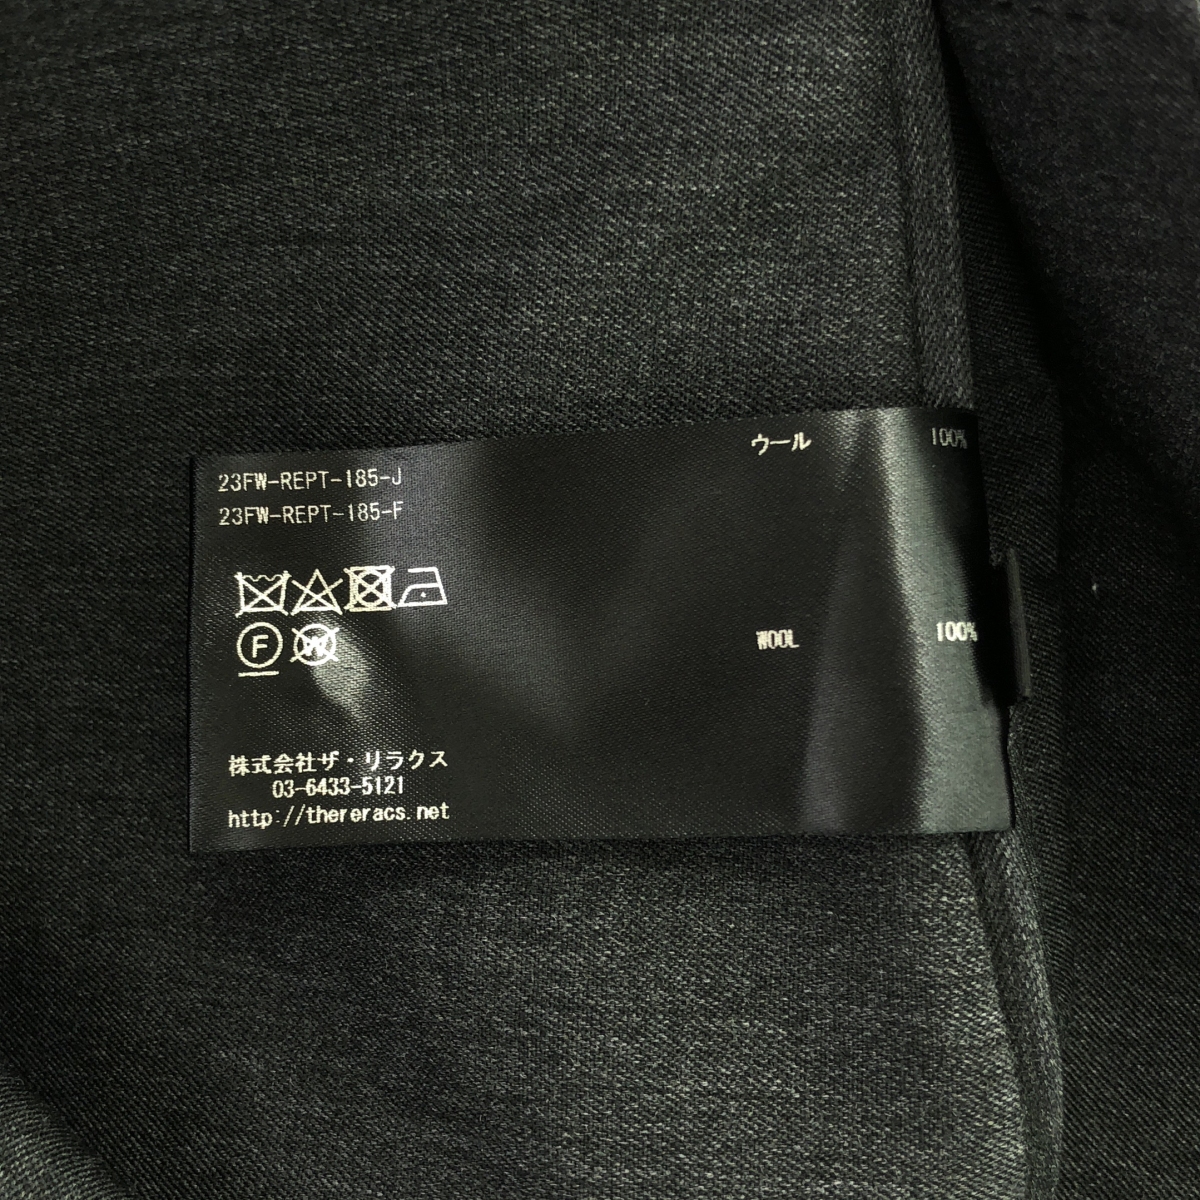 23FW-REPT-185-J
23FW-REPT-185-F
F W
株式会社ザ・リラクス
03-6433-5121
http://thereracs.net
ウール 100%
WOOL 100%